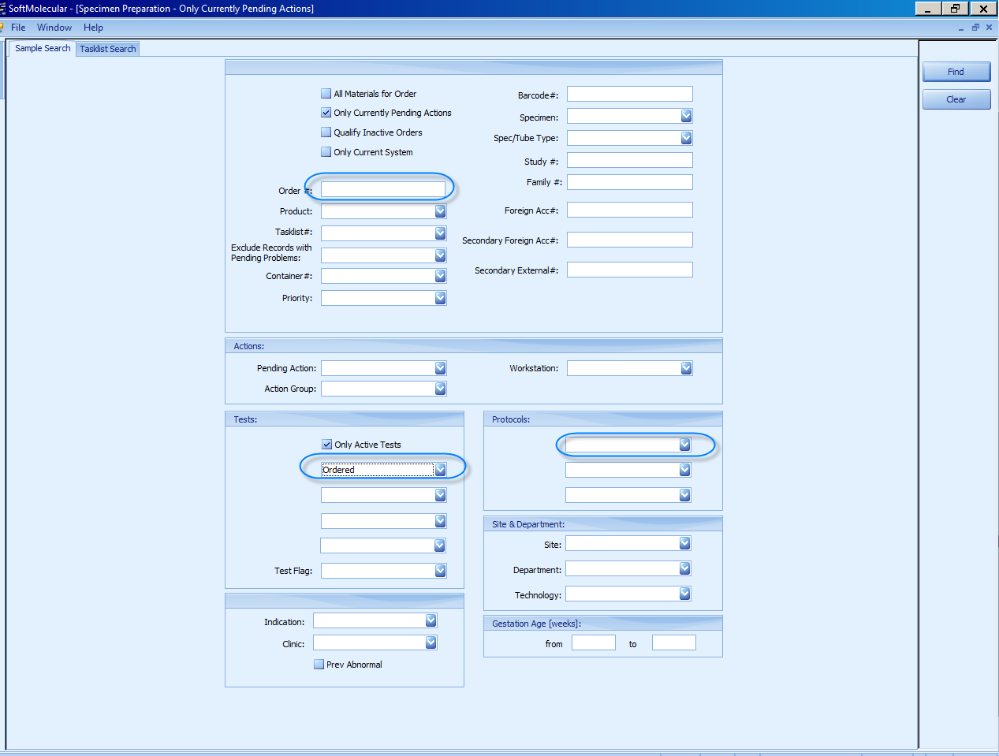 SoftMolecular - [Specimen Preparation - Only Currently Pending Actions]
File Window Help
Sample Search Tasklist Search
Find
Clear
All Materials for Order
Only Currently Pending Actions
Qualify Inactive Orders
Only Current System
Order #:
Product:
Tasklist#:
Exclude Records with
Pending Problems:
Container#:
Priority:
Barcode#:
Specimen:
Spec/Tube Type:
Study #:
Family #:
Foreign Acc#:
Secondary Foreign Acc#:
Secondary External#:
Actions:
Pending Action:
Action Group:
Workstation:
Tests:
Only Active Tests
Ordered
Test Flag:
Protocols:
Site & Department:
Site:
Department:
Technology:
Indication:
Clinic:
Prev Abnormal
Gestation Age [weeks]:
from to